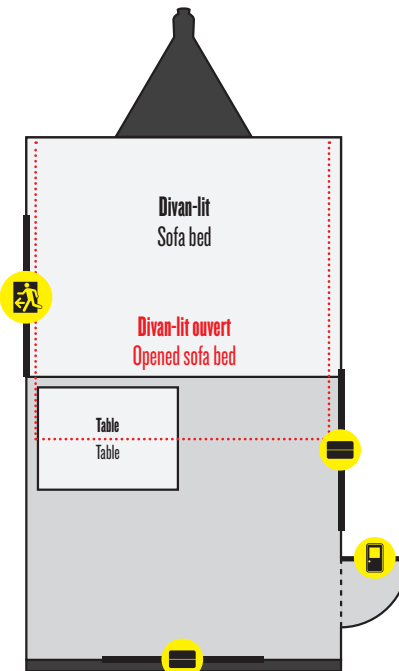 Divan-lit
Sofa bed
Divan-lit ouvert
Opened sofa bed
Table
Table